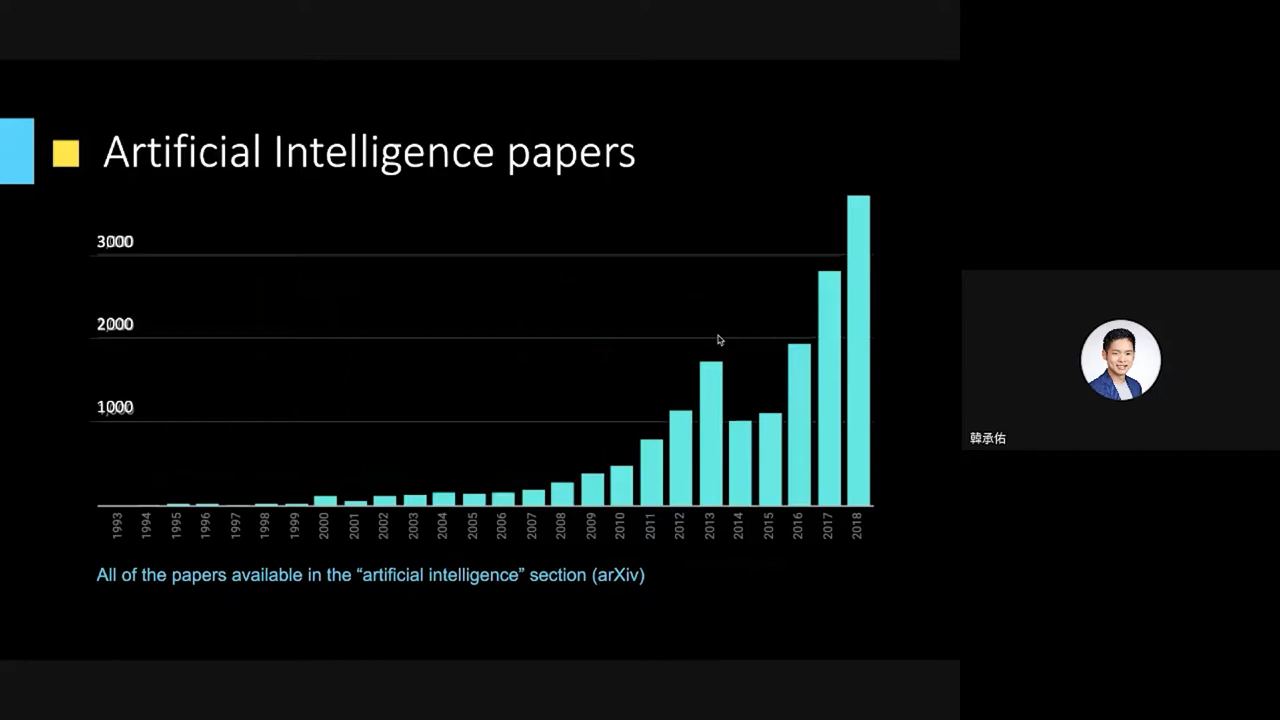 Artificial Intelligence papers
3000
2000
1000
1993 1994 1995 1996 1997 1998 1999 2000 2001 2002 2003 2004 2005 2006 2007 2008 2009 2010 2011 2012 2013 2014 2015 2016 2017 2018
All of the papers available in the “artificial intelligence” section (arXiv)
韓承佑